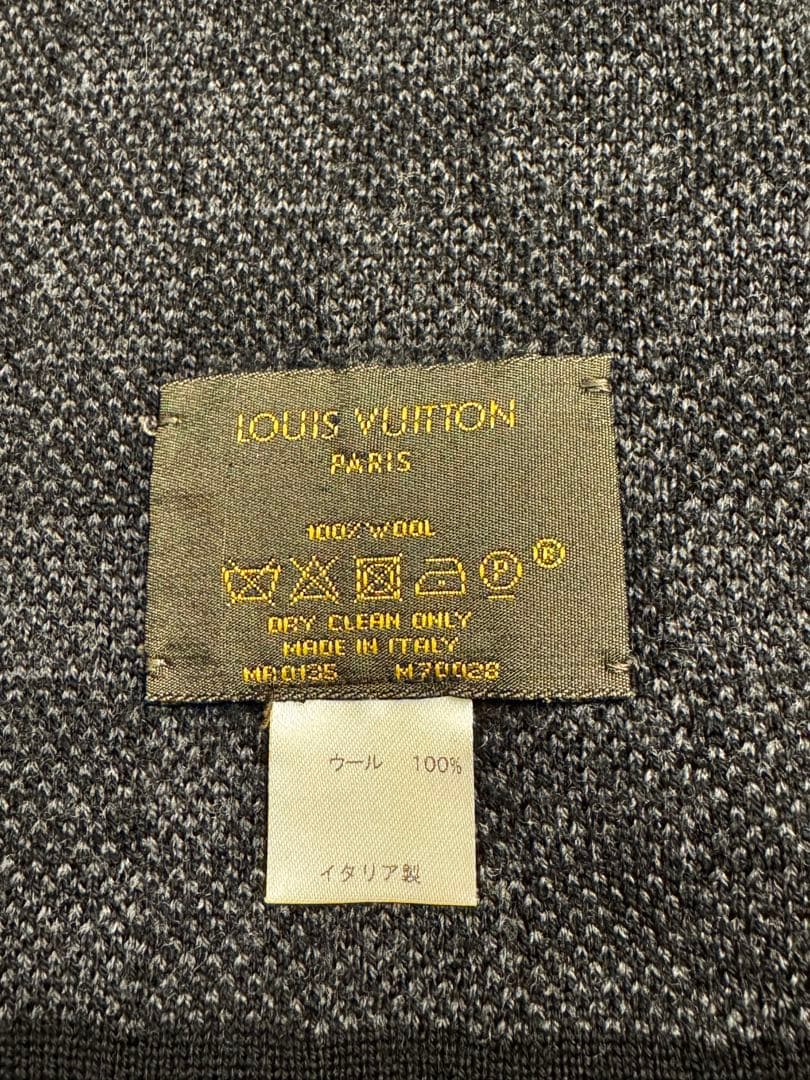 LOUIS VUITTON
PARIS
100% WOOL
P ®
DRY CLEAN ONLY
MADE IN ITALY
MA0135 M70028
ウール 100%
イタリア製